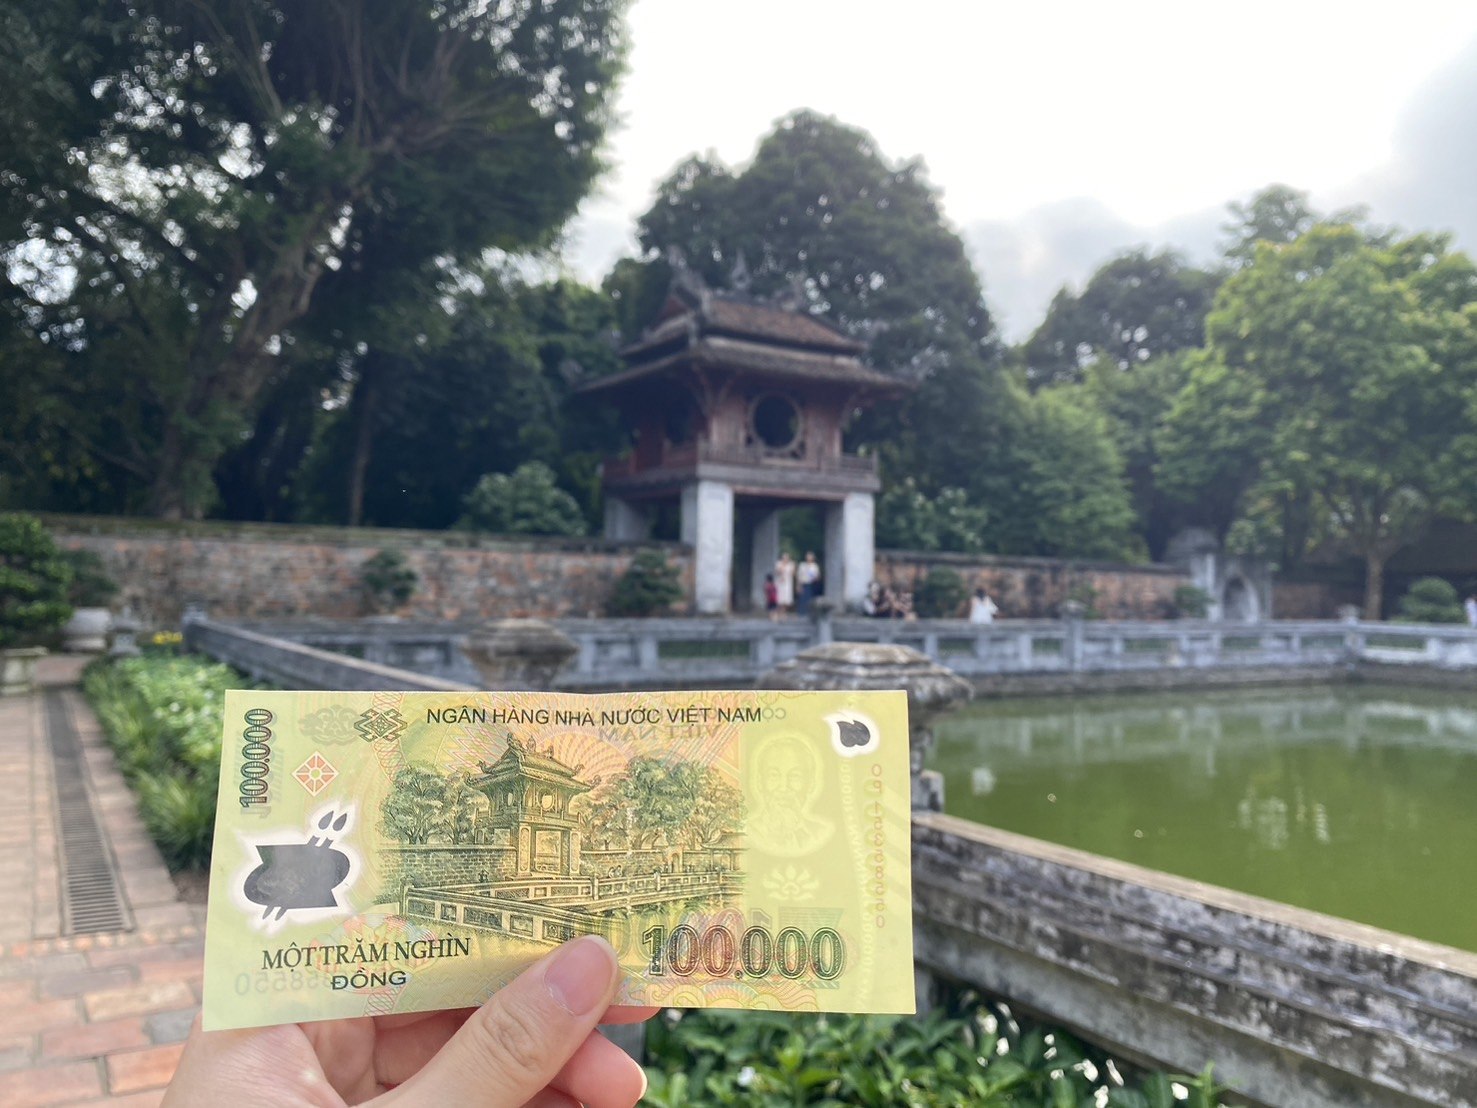 NGÂN HÀNG NHÀ NƯỚC VIỆT NAM
100.000
MỘT TRĂM NGHÌN
ĐỒNG
100.000